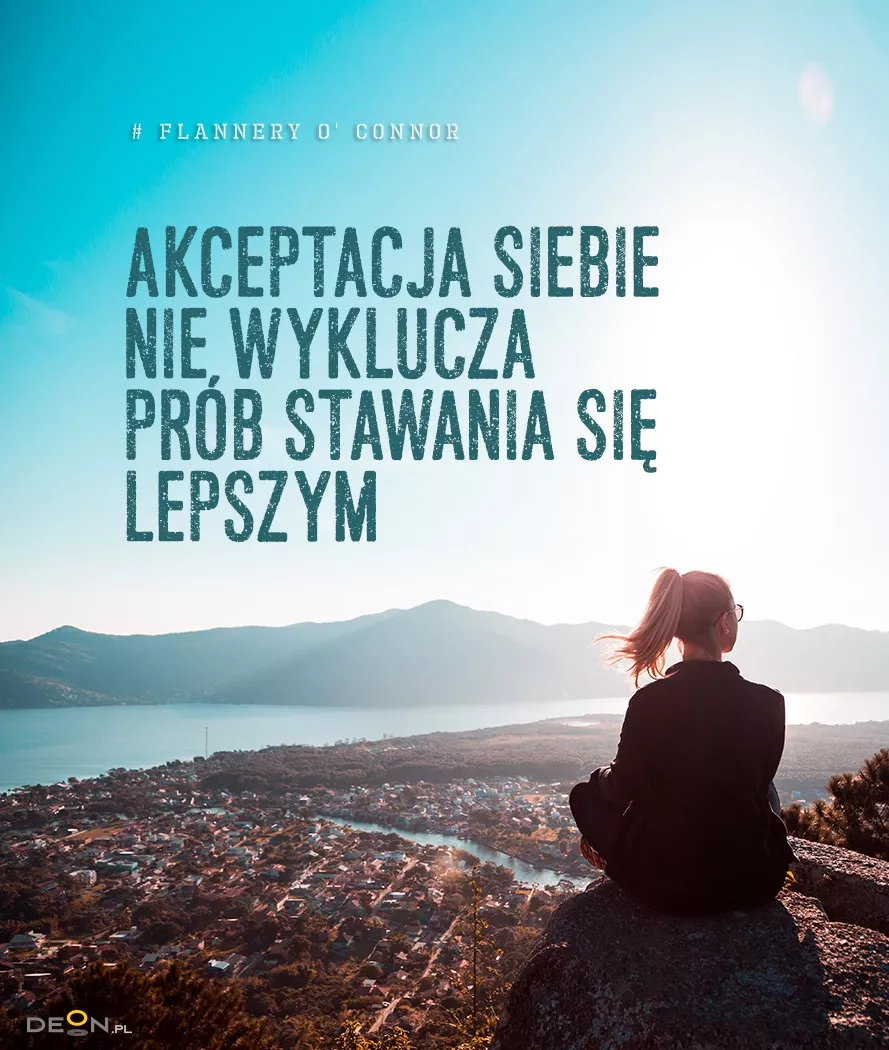 # FLANNERY O' CONNOR
AKCEPTACJA SIEBIE
NIE WYKLUCZA
PRÓB STAWANIA SIĘ
LEPSZYM
DEON.PL